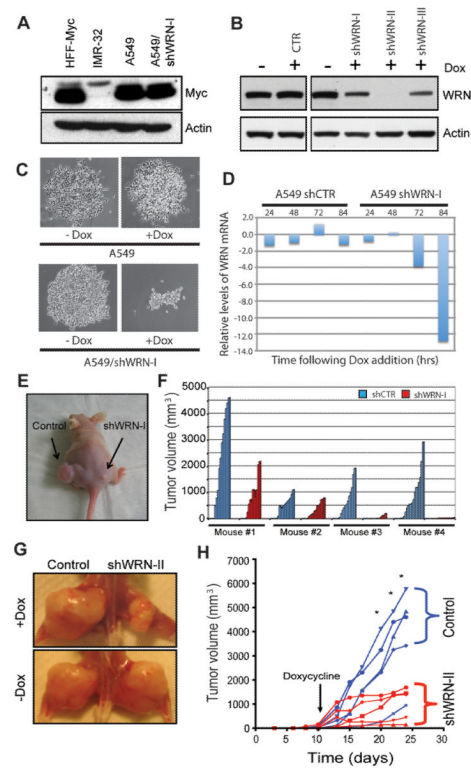 A
HFF-Myc
IMR-32
A549
A549/
shWRN-I
Myc
Actin
B
CTR
shWRN-I
shWRN-II
shWRN-III
- + - + + + Dox
WRN
Actin
C
- Dox +Dox
A549
- Dox +Dox
A549/shWRN-I
D
A549 shCTR A549 shWRN-I
24 48 72 84 24 48 72 84
2.0
0.0
-2.0
-4.0
-6.0
-8.0
-10.0
-12.0
-14.0
Relative levels of WRN mRNA
Time following Dox addition (hrs)
E
Control shWRN-I
F
shCTR shWRN-I
5000
4000
3000
2000
1000
0
Tumor volume (mm3)
Mouse #1 Mouse #2 Mouse #3 Mouse #4
G
Control shWRN-II
+Dox
-Dox
H
7000
6000
5000
4000
3000
2000
1000
0
Tumor volume (mm3)
* * *
Doxycycline
Control
shWRN-II
0 5 10 15 20 25 30
Time (days)